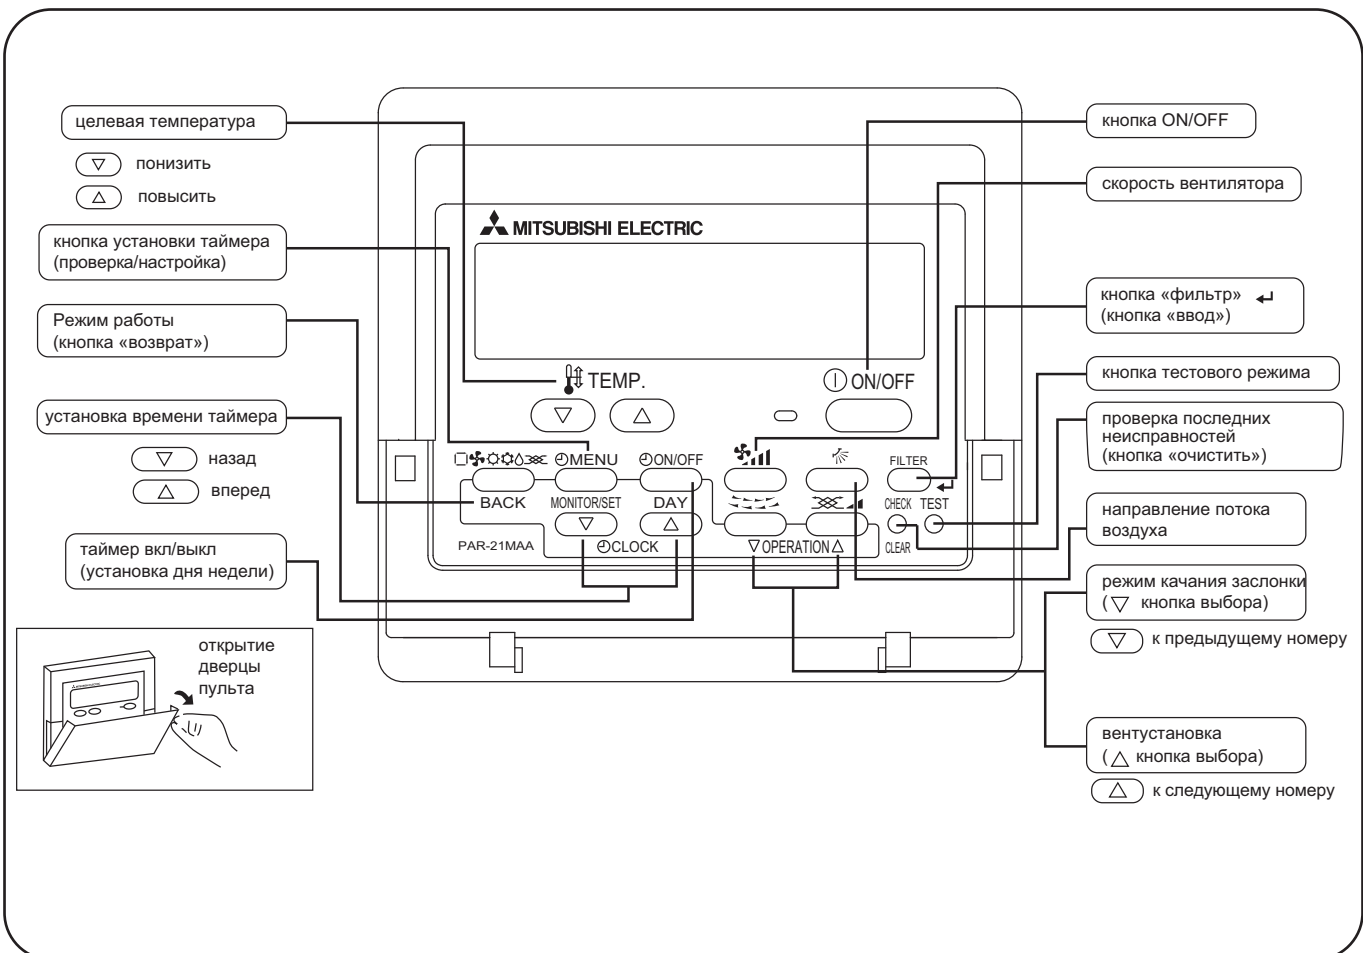 целевая температура
▽ понизить
△ повысить
кнопка установки таймера
(проверка/настройка)
Режим работы
(кнопка «возврат»)
установка времени таймера
▽ назад
△ вперед
таймер вкл/выкл
(установка дня недели)
открытие
дверцы
пульта
MITSUBISHI ELECTRIC
TEMP.
ON/OFF
▽ △
MENU
ON/OFF
FILTER
BACK
MONITOR/SET
DAY
CHECK TEST
▽ △
PAR-21MAA
CLOCK
▽ OPERATION △
CLEAR
кнопка ON/OFF
скорость вентилятора
кнопка «фильтр» ↵
(кнопка «ввод»)
кнопка тестового режима
проверка последних
неисправностей
(кнопка «очистить»)
направление потока
воздуха
режим качания заслонки
( ▽ кнопка выбора)
▽ к предыдущему номеру
вентустановка
( △ кнопка выбора)
△ к следующему номеру